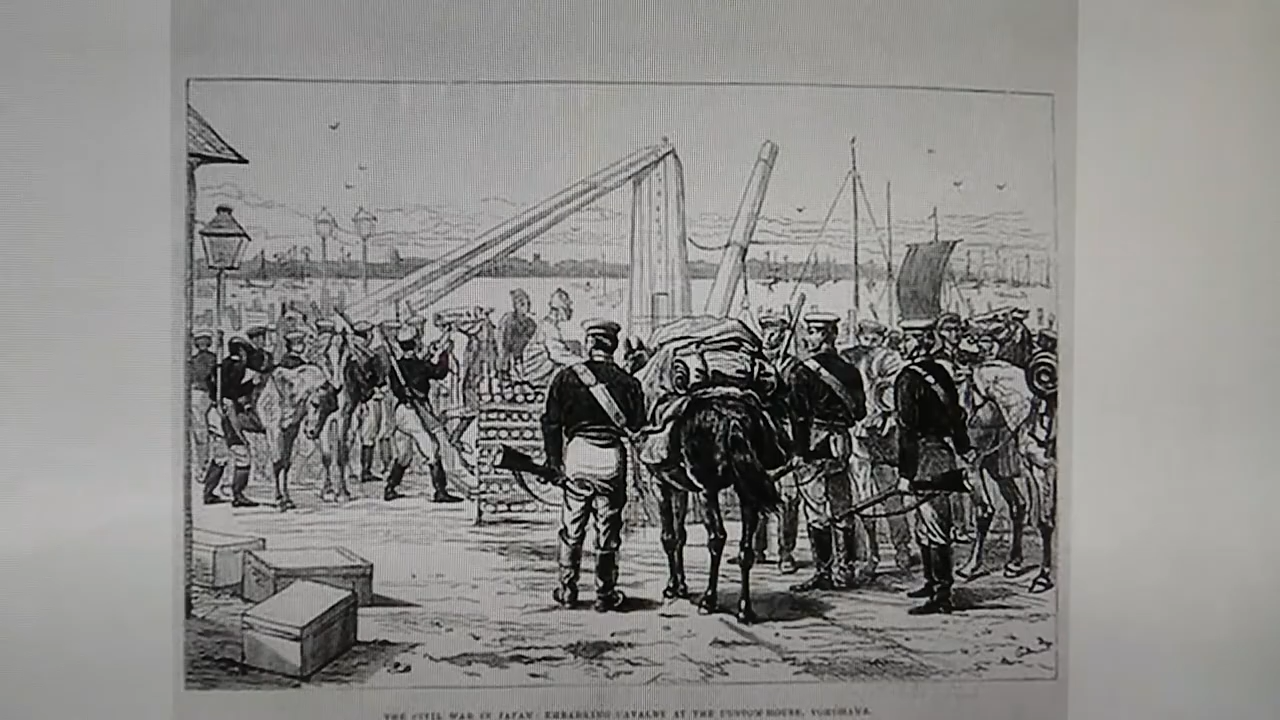 THE CIVIL WAR IN JAPAN: EMBARKING CAVALRY AT THE CUSTOM-HOUSE, YOKOHAMA.